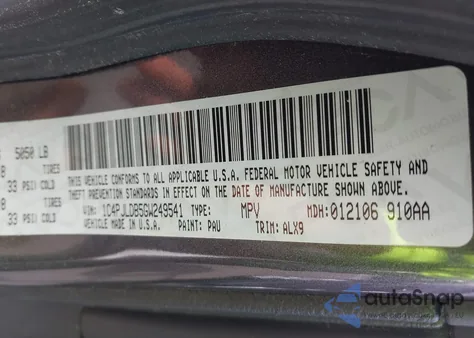 5050 LB
TIRES
33 PSI COLD
TIRES
33 PSI COLD
THIS VEHICLE CONFORMS TO ALL APPLICABLE U.S.A. FEDERAL MOTOR VEHICLE SAFETY AND
THEFT PREVENTION STANDARDS IN EFFECT ON THE DATE OF MANUFACTURE SHOWN ABOVE.
VIN: 1C4PJLDB5GW249541 TYPE: MPV MDH: 012106 910AA
VEHICLE MADE IN U.S.A. PAINT: PAU TRIM: ALX9
autoSnap